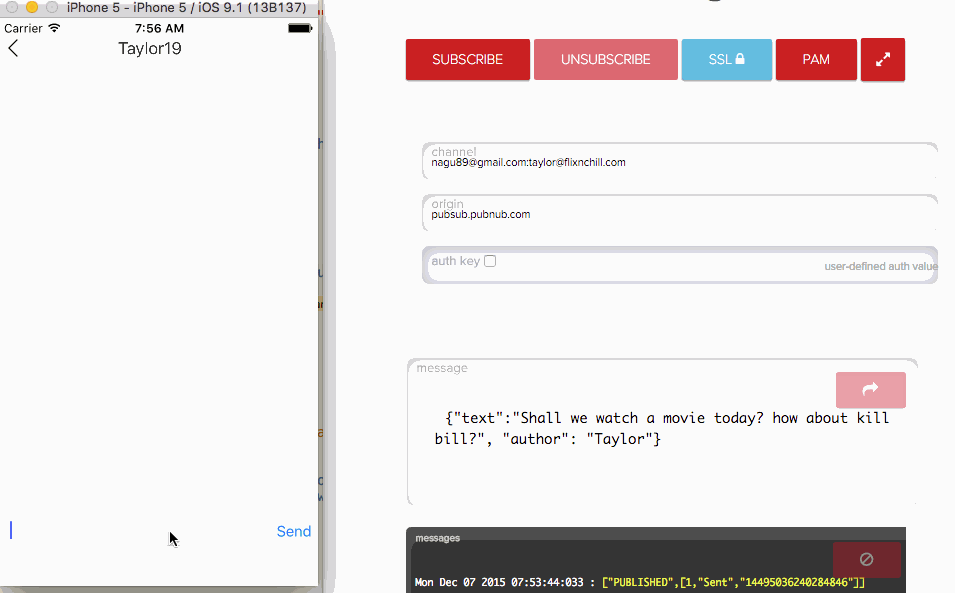 iPhone 5 - iPhone 5 / iOS 9.1 (13B137)
Carrier 7:56 AM
Taylor19
Send
SUBSCRIBE UNSUBSCRIBE SSL PAM
channel
nagu89@gmail.com:taylor@flixnchill.com
origin
pubsub.pubnub.com
auth key user-defined auth value
message
{"text":"Shall we watch a movie today? how about kill
bill?", "author": "Taylor"}
messages
Mon Dec 07 2015 07:53:44:033 : ["PUBLISHED",[1,"Sent","14495036240284846"]]